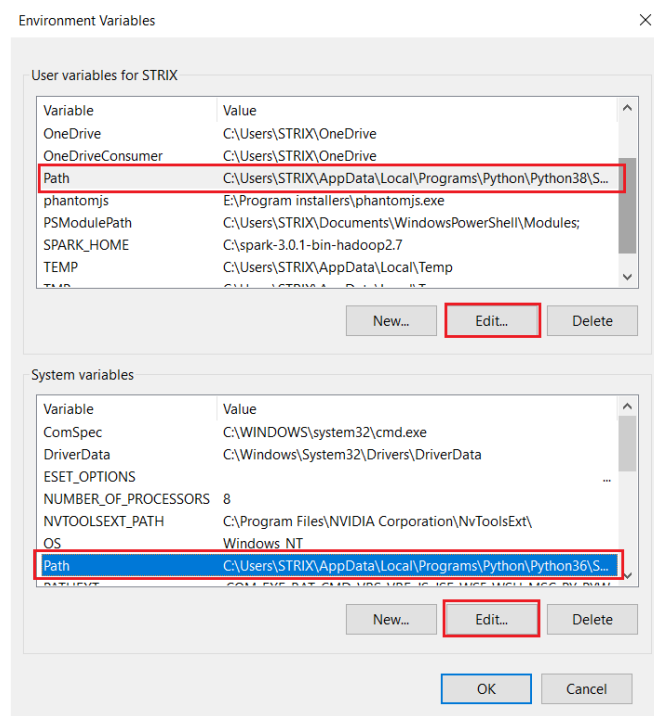 Environment Variables
User variables for STRIX
Variable Value
OneDrive C:\Users\STRIX\OneDrive
OneDriveConsumer C:\Users\STRIX\OneDrive
Path C:\Users\STRIX\AppData\Local\Programs\Python\Python38\S...
phantomjs E:\Program installers\phantomjs.exe
PSModulePath C:\Users\STRIX\Documents\WindowsPowerShell\Modules;
SPARK_HOME C:\spark-3.0.1-bin-hadoop2.7
TEMP C:\Users\STRIX\AppData\Local\Temp
New... Edit... Delete
System variables
Variable Value
ComSpec C:\WINDOWS\system32\cmd.exe
DriverData C:\Windows\System32\Drivers\DriverData
ESET_OPTIONS ...
NUMBER_OF_PROCESSORS 8
NVTOOLSEXT_PATH C:\Program Files\NVIDIA Corporation\NvToolsExt\
OS Windows_NT
Path C:\Users\STRIX\AppData\Local\Programs\Python\Python36\S...
New... Edit... Delete
OK Cancel